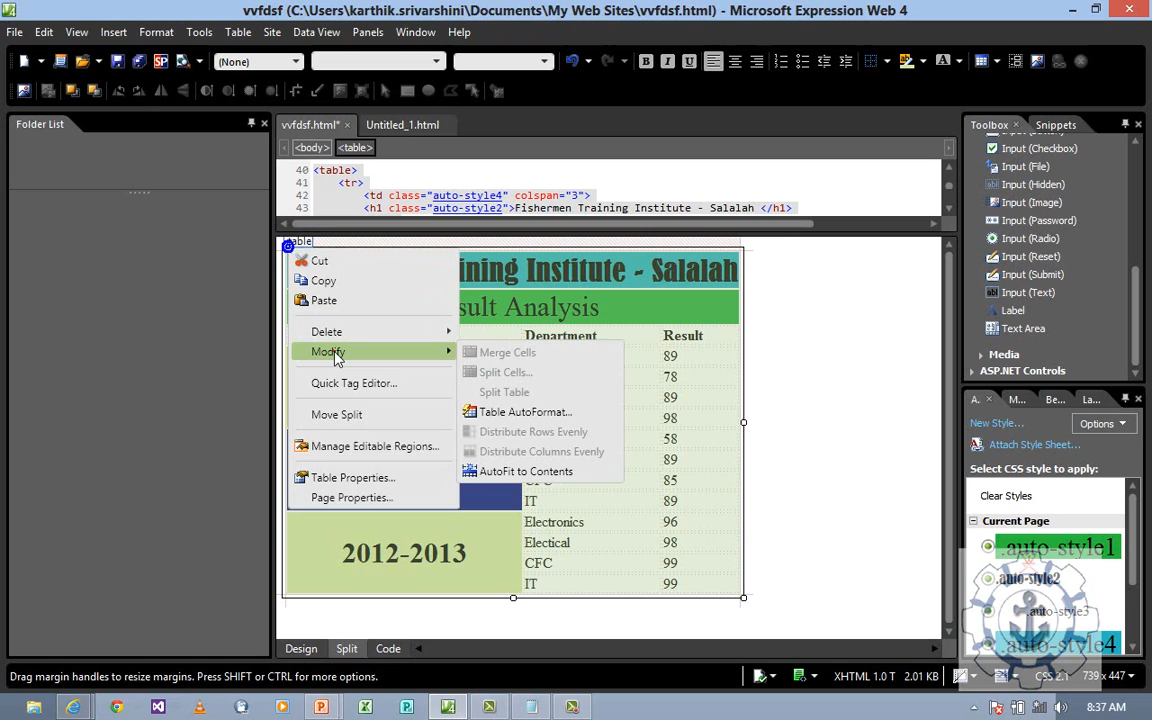 vvfdsf (C:\Users\karthik.srivarshini\Documents\My Web Sites\vvfdsf.html) - Microsoft Expression Web 4
File Edit View Insert Format Tools Table Site Data View Panels Window Help
(None)
Folder List
vvfdsf.html*
Untitled_1.html
<body> <table>
40 <table>
41 <tr>
42 <td class="auto-style4" colspan="3">
43 <h1 class="auto-style2">Fishermen Training Institute - Salalah </h1>
table
ning Institute - Salalah
sult Analysis
Department Result
89
78
89
98
58
89
CFC 85
IT 89
Electronics 96
Electical 98
CFC 99
IT 99
2012-2013
Cut
Copy
Paste
Delete
Modify
Quick Tag Editor...
Move Split
Manage Editable Regions...
Table Properties...
Page Properties...
Merge Cells
Split Cells...
Split Table
Table AutoFormat...
Distribute Rows Evenly
Distribute Columns Evenly
AutoFit to Contents
Toolbox Snippets
Input (Checkbox)
Input (File)
Input (Hidden)
Input (Image)
Input (Password)
Input (Radio)
Input (Reset)
Input (Submit)
Input (Text)
Label
Text Area
Media
ASP.NET Controls
A... M... Be... La...
New Style... Options
Attach Style Sheet...
Select CSS style to apply:
Clear Styles
Current Page
.auto-style1
.auto-style2
.auto-style3
.auto-style4
Design Split Code
Drag margin handles to resize margins. Press SHIFT or CTRL for more options.
XHTML 1.0 T 2.01 KB
CSS 2.1
739 x 447
8:37 AM